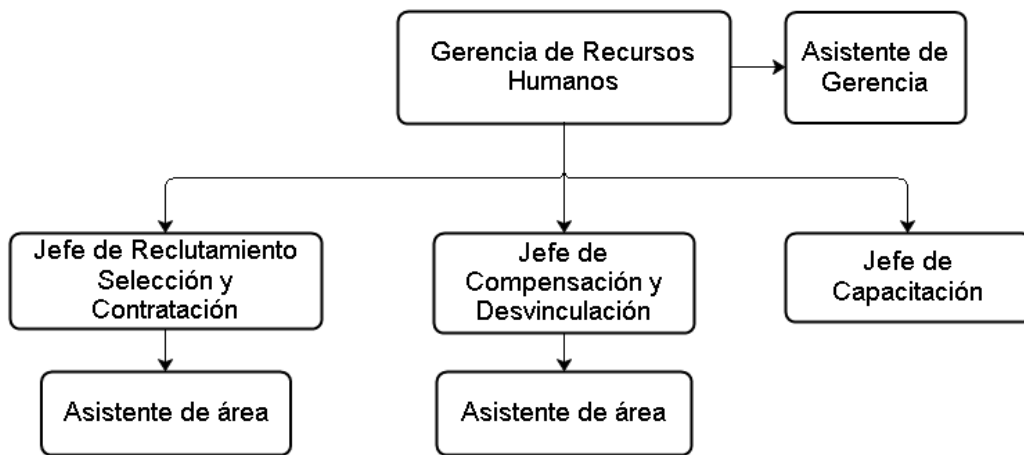 Gerencia de Recursos
Humanos
Asistente de
Gerencia
Jefe de Reclutamiento
Selección y
Contratación
Jefe de
Compensación y
Desvinculación
Jefe de
Capacitación
Asistente de área
Asistente de área